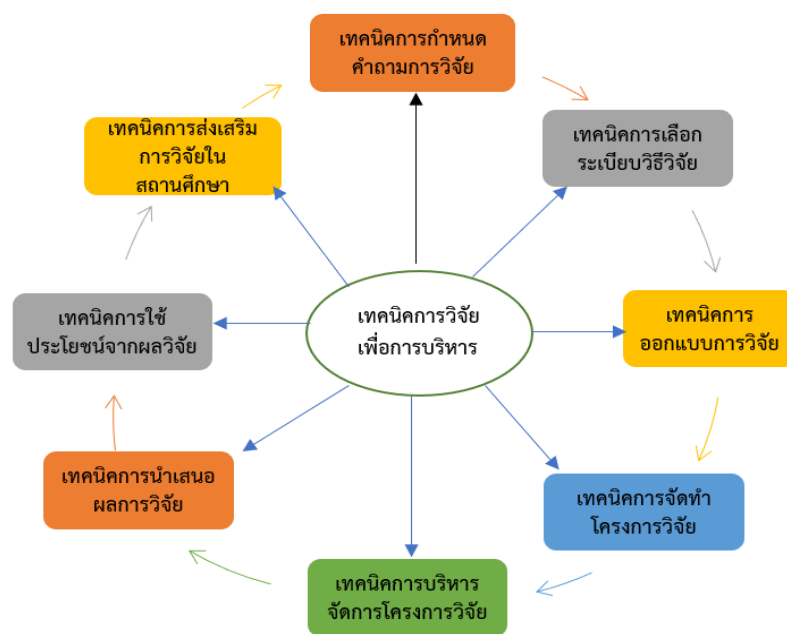 เทคนิคการกำหนด
คำถามการวิจัย
เทคนิคการเลือก
ระเบียบวิธีวิจัย
เทคนิคการ
ออกแบบการวิจัย
เทคนิคการจัดทำ
โครงการวิจัย
เทคนิคการบริหาร
จัดการโครงการวิจัย
เทคนิคการนำเสนอ
ผลการวิจัย
เทคนิคการใช้
ประโยชน์จากผลวิจัย
เทคนิคการส่งเสริม
การวิจัยใน
สถานศึกษา
เทคนิคการวิจัย
เพื่อการบริหาร